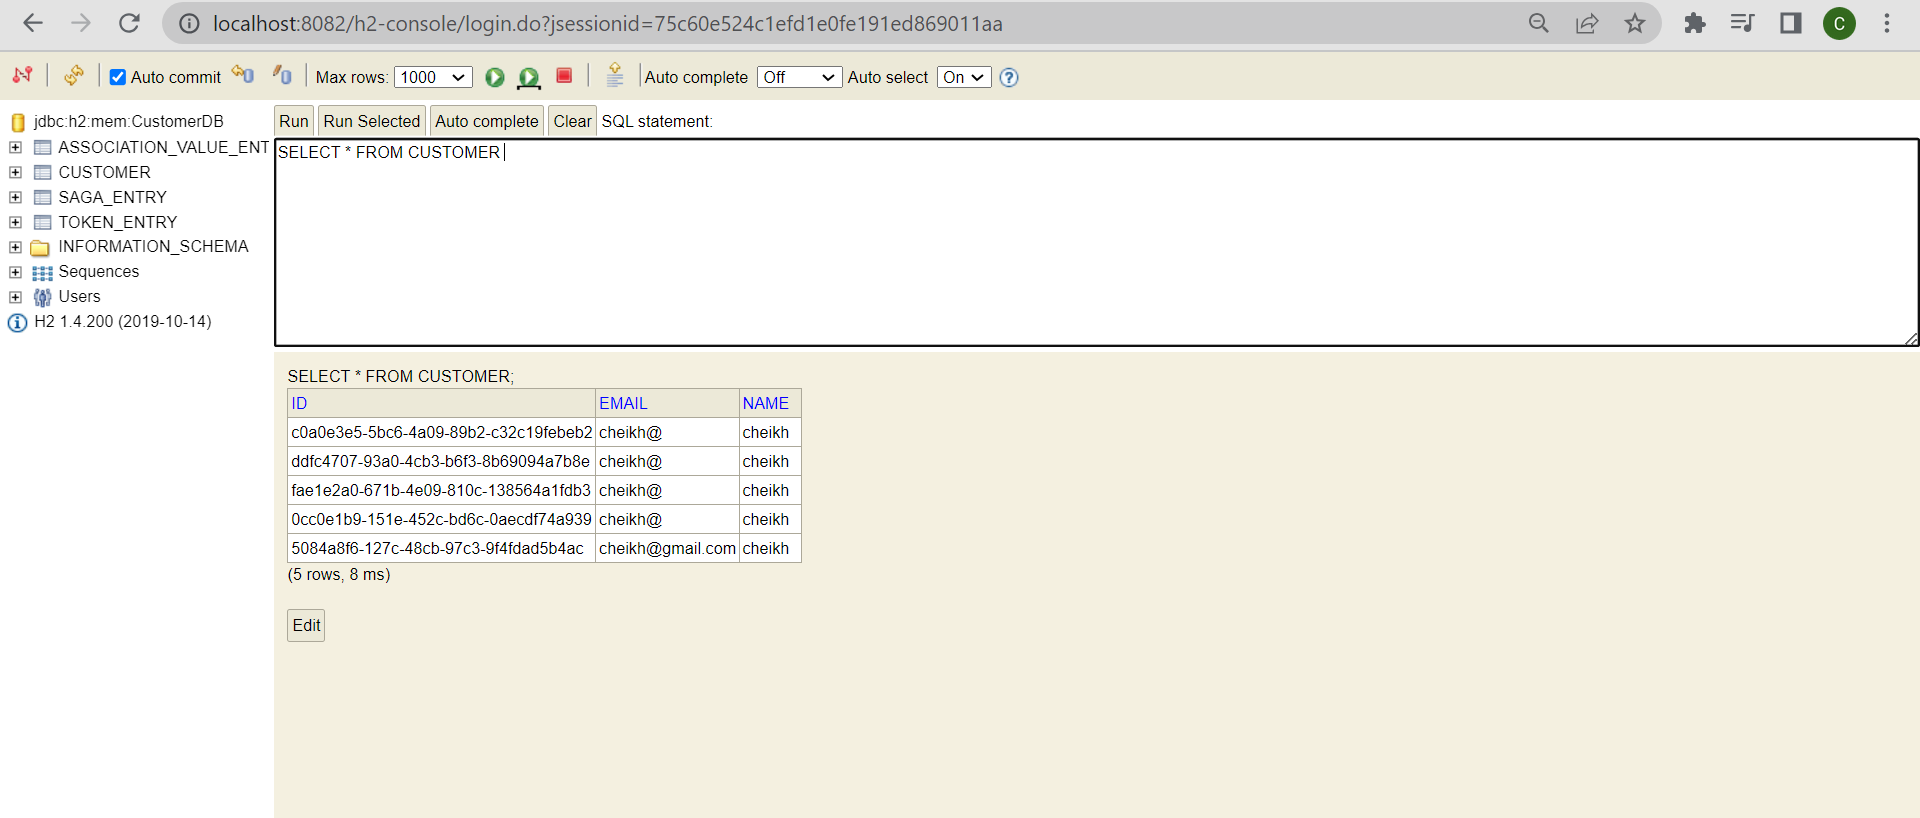 localhost:8082/h2-console/login.do?jsessionid=75c60e524c1efd1e0fe191ed869011aa
C
Auto commit Max rows: 1000 Auto complete Off Auto select On
jdbc:h2:mem:CustomerDB
ASSOCIATION_VALUE_ENT
CUSTOMER
SAGA_ENTRY
TOKEN_ENTRY
INFORMATION_SCHEMA
Sequences
Users
H2 1.4.200 (2019-10-14)
Run Run Selected Auto complete Clear SQL statement:
SELECT * FROM CUSTOMER
SELECT * FROM CUSTOMER;
ID EMAIL NAME
c0a0e3e5-5bc6-4a09-89b2-c32c19febeb2 cheikh@ cheikh
ddfc4707-93a0-4cb3-b6f3-8b69094a7b8e cheikh@ cheikh
fae1e2a0-671b-4e09-810c-138564a1fdb3 cheikh@ cheikh
0cc0e1b9-151e-452c-bd6c-0aecdf74a939 cheikh@ cheikh
5084a8f6-127c-48cb-97c3-9f4fdad5b4ac cheikh@gmail.com cheikh
(5 rows, 8 ms)
Edit